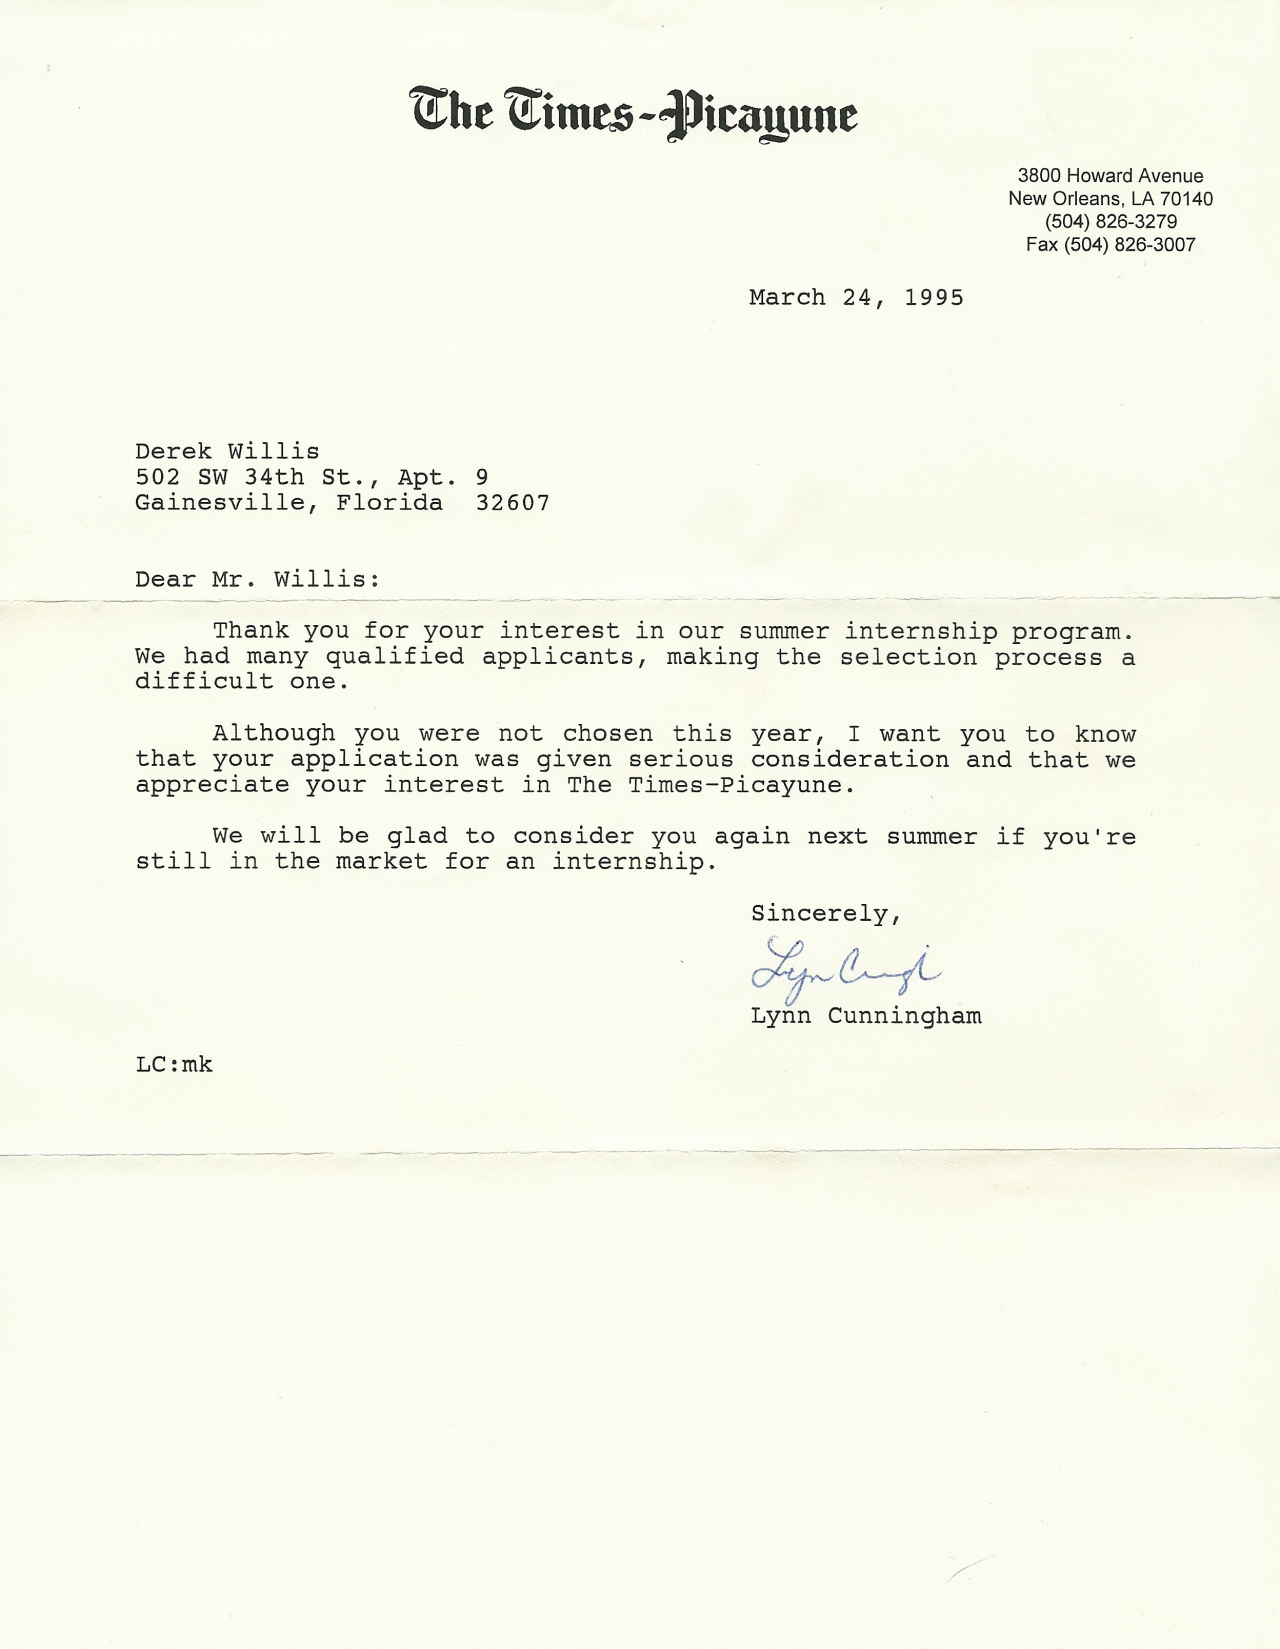 The Times-Picayune
3800 Howard Avenue
New Orleans, LA 70140
(504) 826-3279
Fax (504) 826-3007
March 24, 1995
Derek Willis
502 SW 34th St., Apt. 9
Gainesville, Florida  32607
Dear Mr. Willis:
Thank you for your interest in our summer internship program.
We had many qualified applicants, making the selection process a
difficult one.
Although you were not chosen this year, I want you to know
that your application was given serious consideration and that we
appreciate your interest in The Times-Picayune.
We will be glad to consider you again next summer if you're
still in the market for an internship.
Sincerely,
Lynn Cunningham
LC:mk